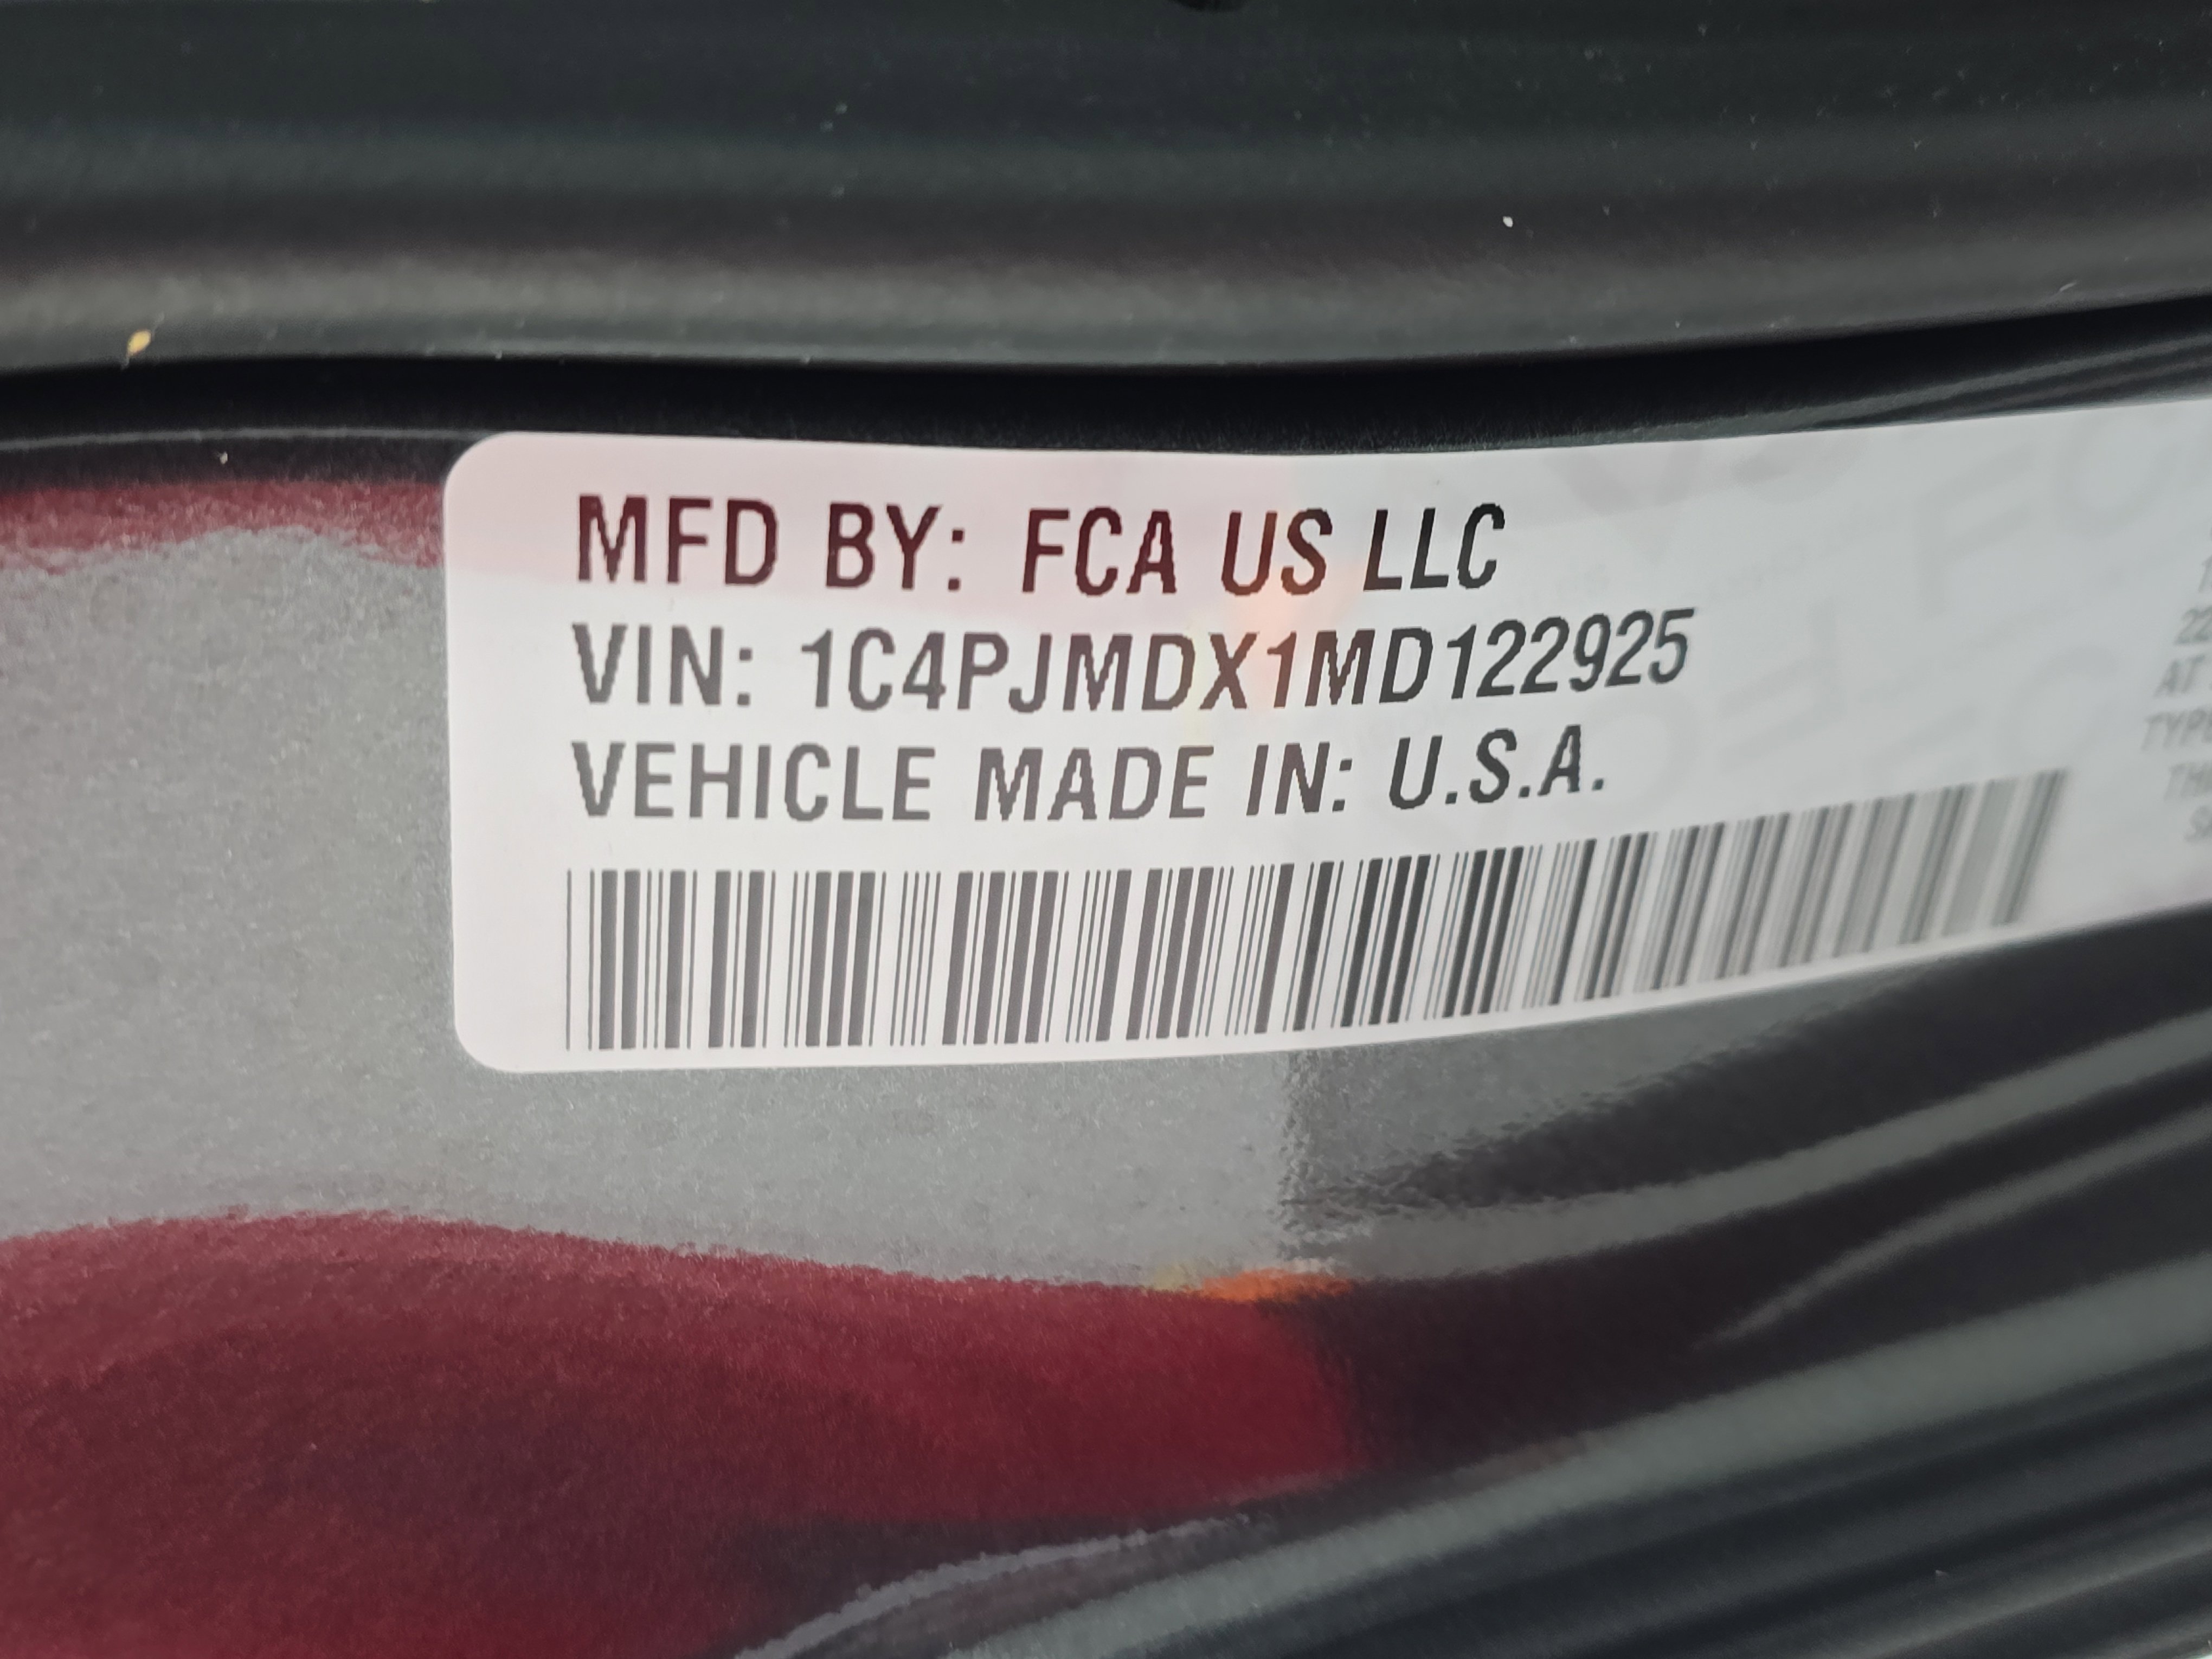 MFD BY: FCA US LLC
VIN: 1C4PJMDX1MD122925
VEHICLE MADE IN: U.S.A.